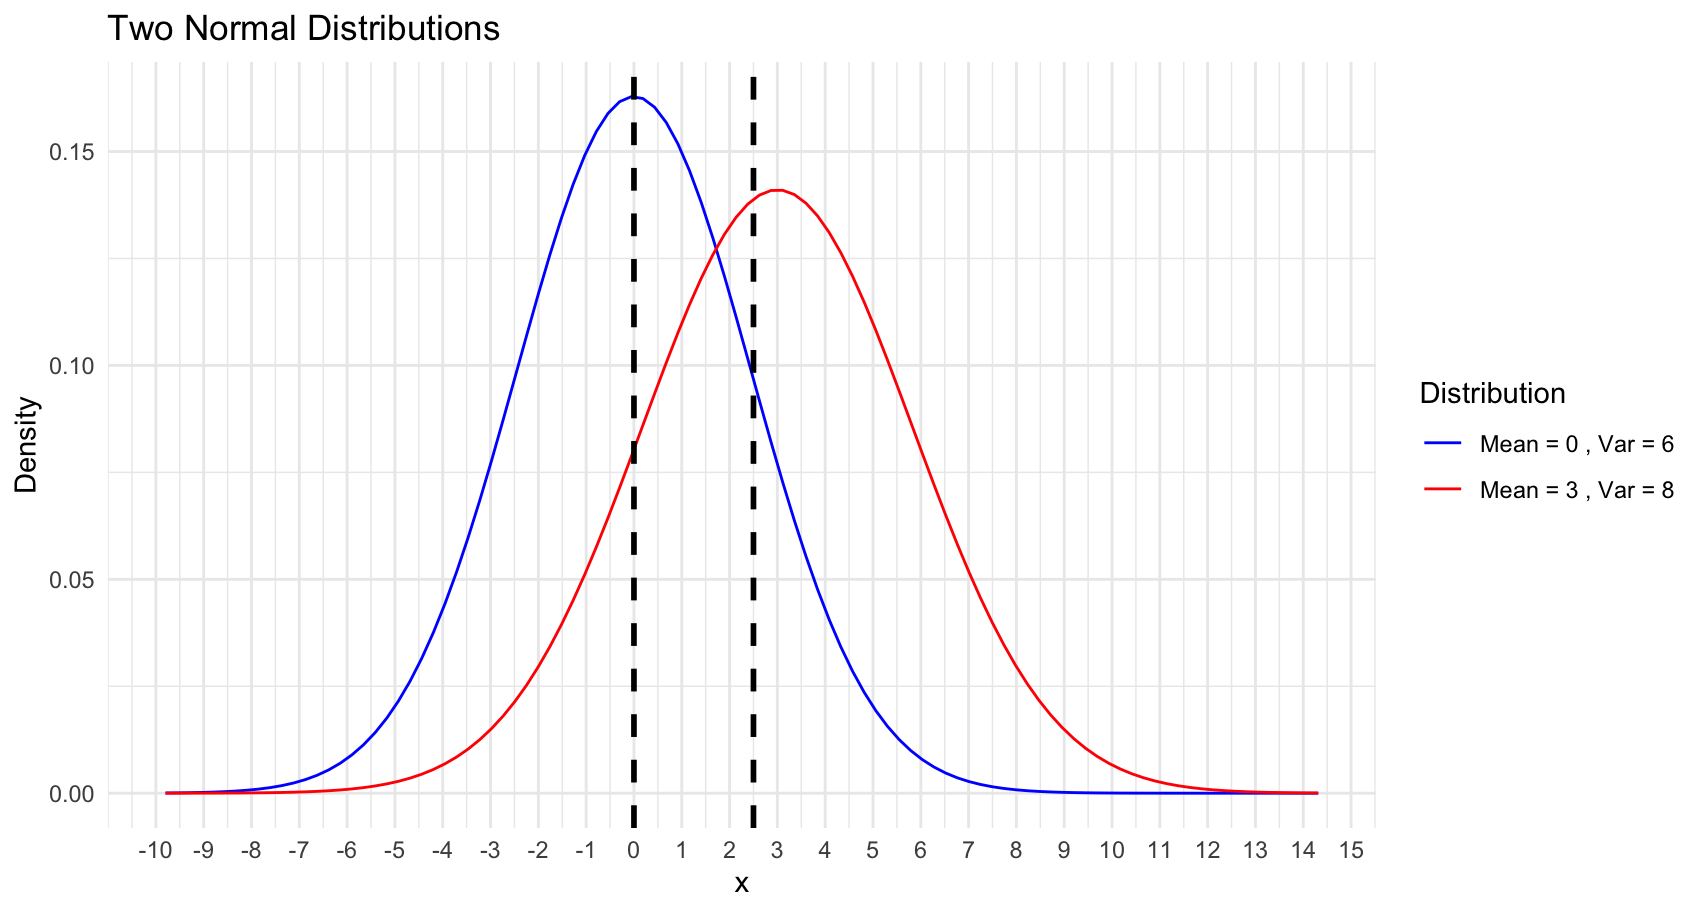 Two Normal Distributions
Density
0.15
0.10
0.05
0.00
-10 -9 -8 -7 -6 -5 -4 -3 -2 -1 0 1 2 3 4 5 6 7 8 9 10 11 12 13 14 15
x
Distribution
Mean = 0 , Var = 6
Mean = 3 , Var = 8